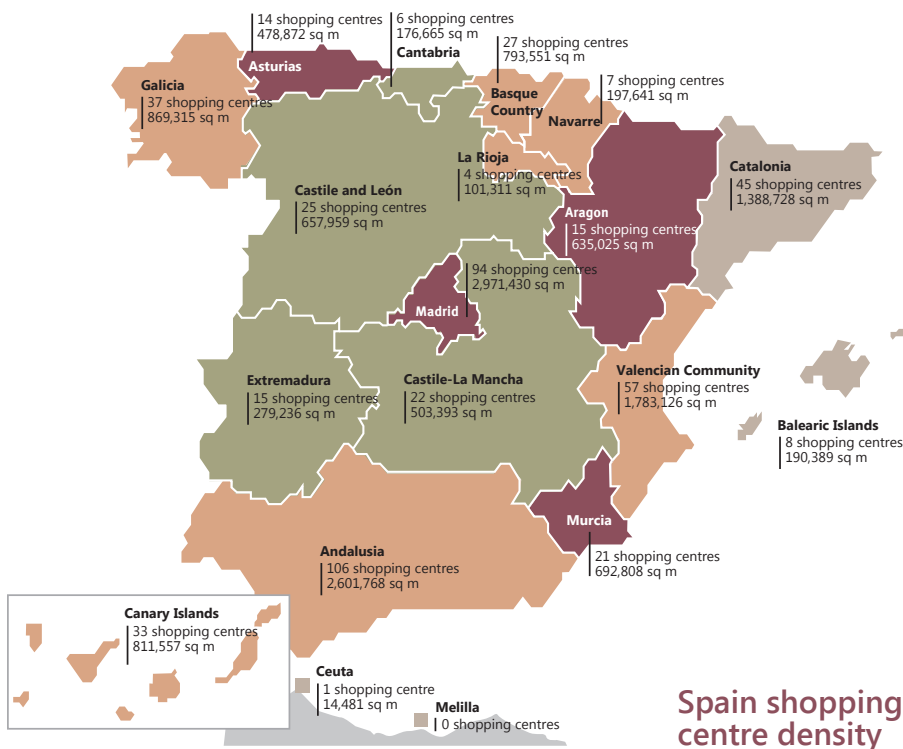 14 shopping centres
478,872 sq m
Asturias
6 shopping centres
176,665 sq m
Cantabria
27 shopping centres
793,551 sq m
Basque
Country
7 shopping centres
197,641 sq m
Navarre
Galicia
37 shopping centres
869,315 sq m
La Rioja
4 shopping centres
101,311 sq m
Catalonia
45 shopping centres
1,388,728 sq m
Castile and León
25 shopping centres
657,959 sq m
Aragon
15 shopping centres
635,025 sq m
94 shopping centres
2,971,430 sq m
Madrid
Extremadura
15 shopping centres
279,236 sq m
Castile-La Mancha
22 shopping centres
503,393 sq m
Valencian Community
57 shopping centres
1,783,126 sq m
Balearic Islands
8 shopping centres
190,389 sq m
Murcia
21 shopping centres
692,808 sq m
Andalusia
106 shopping centres
2,601,768 sq m
Canary Islands
33 shopping centres
811,557 sq m
Ceuta
1 shopping centre
14,481 sq m
Melilla
0 shopping centres
Spain shopping
centre density